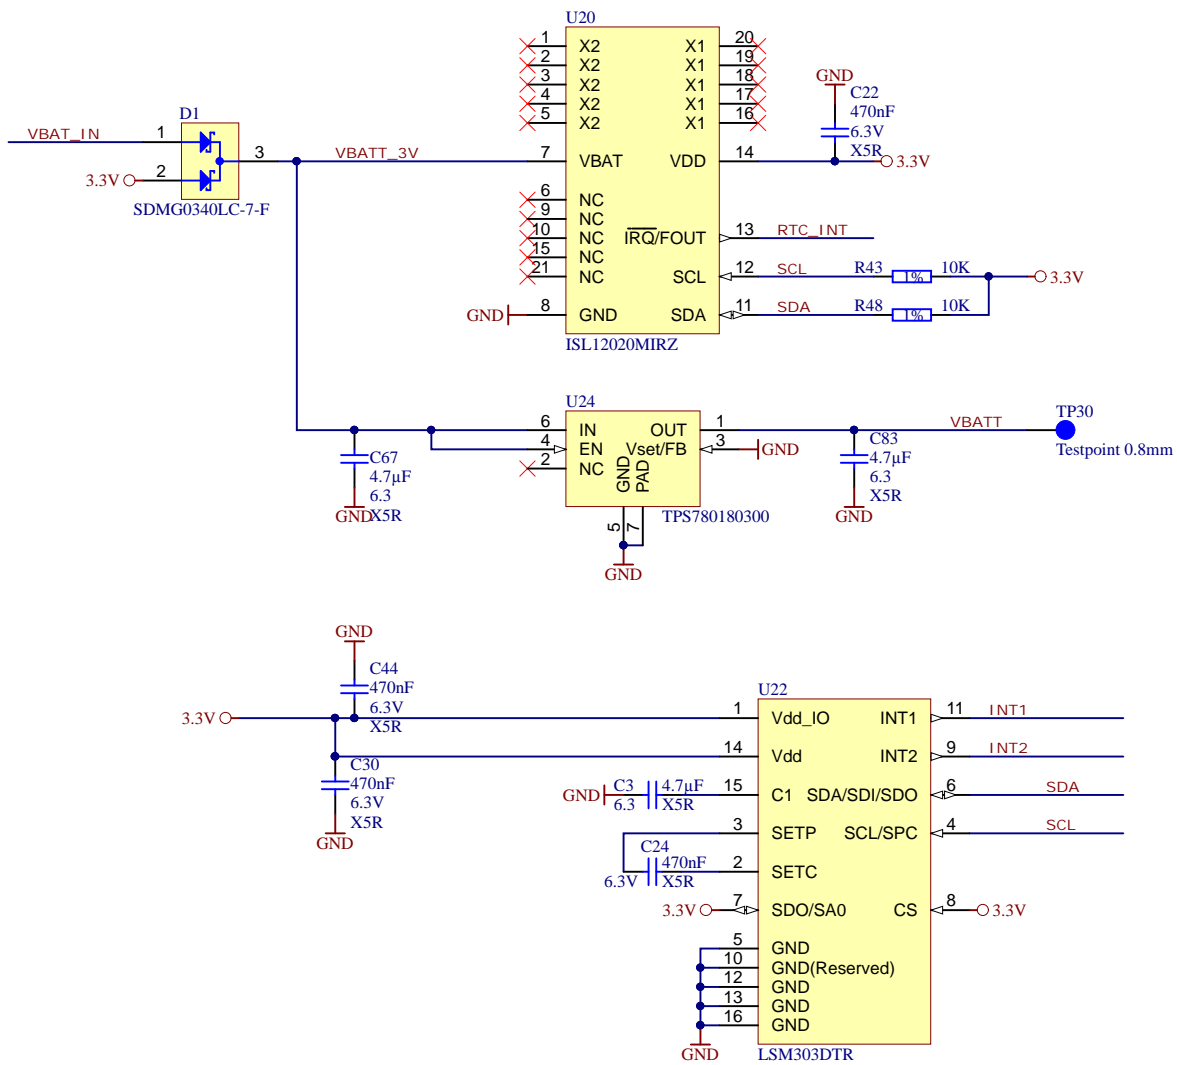 U20
1 X2 X1 20
2 X2 X1 19
3 X2 X1 18
4 X2 X1 17
5 X2 X1 16
GND
C22
470nF
6.3V
X5R
D1
VBAT_IN 1
3.3V 2
3 VBATT_3V 7 VBAT VDD 14 3.3V
SDMG0340LC-7-F
6 NC
9 NC
10 NC IRQ/FOUT 13 RTC_INT
15 NC
21 NC SCL 12 SCL R43 1% 10K 3.3V
GND 8 GND SDA 11 SDA R48 1% 10K
ISL12020MIRZ
U24
6 IN OUT 1 VBATT
4 EN Vset/FB 3 GND
2 NC
GND
PAD
5
7
TPS780180300
GND
C67
4.7µF
6.3
X5R
GND
C83
4.7µF
6.3
X5R
GND
TP30
Testpoint 0.8mm
GND
C44
470nF
6.3V
X5R
3.3V
C30
470nF
6.3V
X5R
GND
U22
1 Vdd_IO INT1 11 INT1
14 Vdd INT2 9 INT2
GND C3 4.7µF
6.3 X5R
15 C1 SDA/SDI/SDO 6 SDA
3 SETP SCL/SPC 4 SCL
C24
470nF
6.3V X5R
2 SETC
3.3V 7 SDO/SA0 CS 8 3.3V
5 GND
10 GND(Reserved)
12 GND
13 GND
16 GND
GND
LSM303DTR